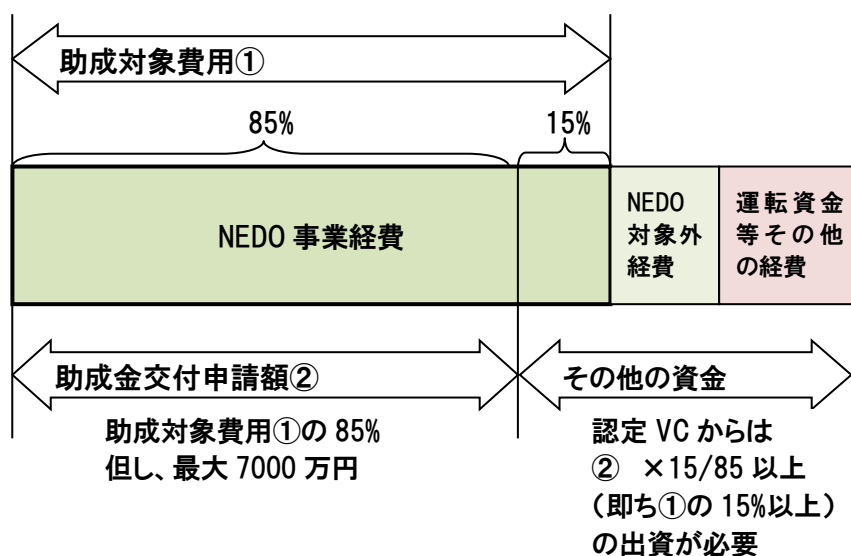 助成対象費用①
85%
15%
NEDO 事業経費
NEDO
対象外
経費
運転資金
等その他
の経費
助成金交付申請額②
その他の資金
助成対象費用①の 85%
但し、最大 7000 万円
認定 VC からは
② ×15/85 以上
（即ち①の 15%以上）
の出資が必要